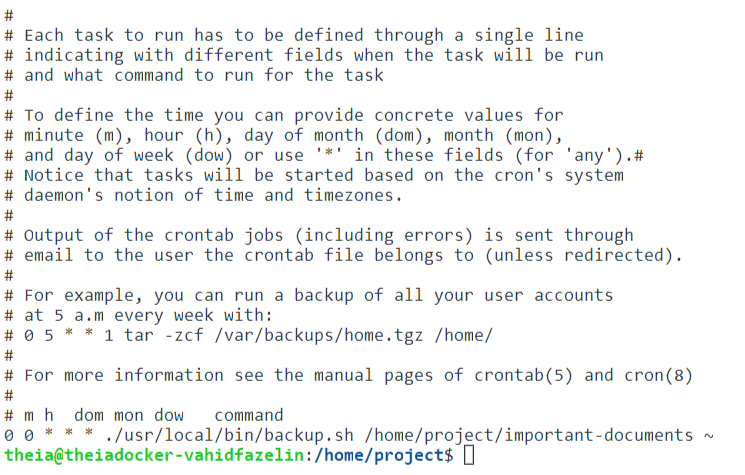 #
# Each task to run has to be defined through a single line
# indicating with different fields when the task will be run
# and what command to run for the task
#
# To define the time you can provide concrete values for
# minute (m), hour (h), day of month (dom), month (mon),
# and day of week (dow) or use '*' in these fields (for 'any').#
# Notice that tasks will be started based on the cron's system
# daemon's notion of time and timezones.
#
# Output of the crontab jobs (including errors) is sent through
# email to the user the crontab file belongs to (unless redirected).
#
# For example, you can run a backup of all your user accounts
# at 5 a.m every week with:
# 0 5 * * 1 tar -zcf /var/backups/home.tgz /home/
#
# For more information see the manual pages of crontab(5) and cron(8)
#
# m h  dom mon dow   command
0 0 * * * ./usr/local/bin/backup.sh /home/project/important-documents ~
theia@theiadocker-vahidfazelin:/home/project$